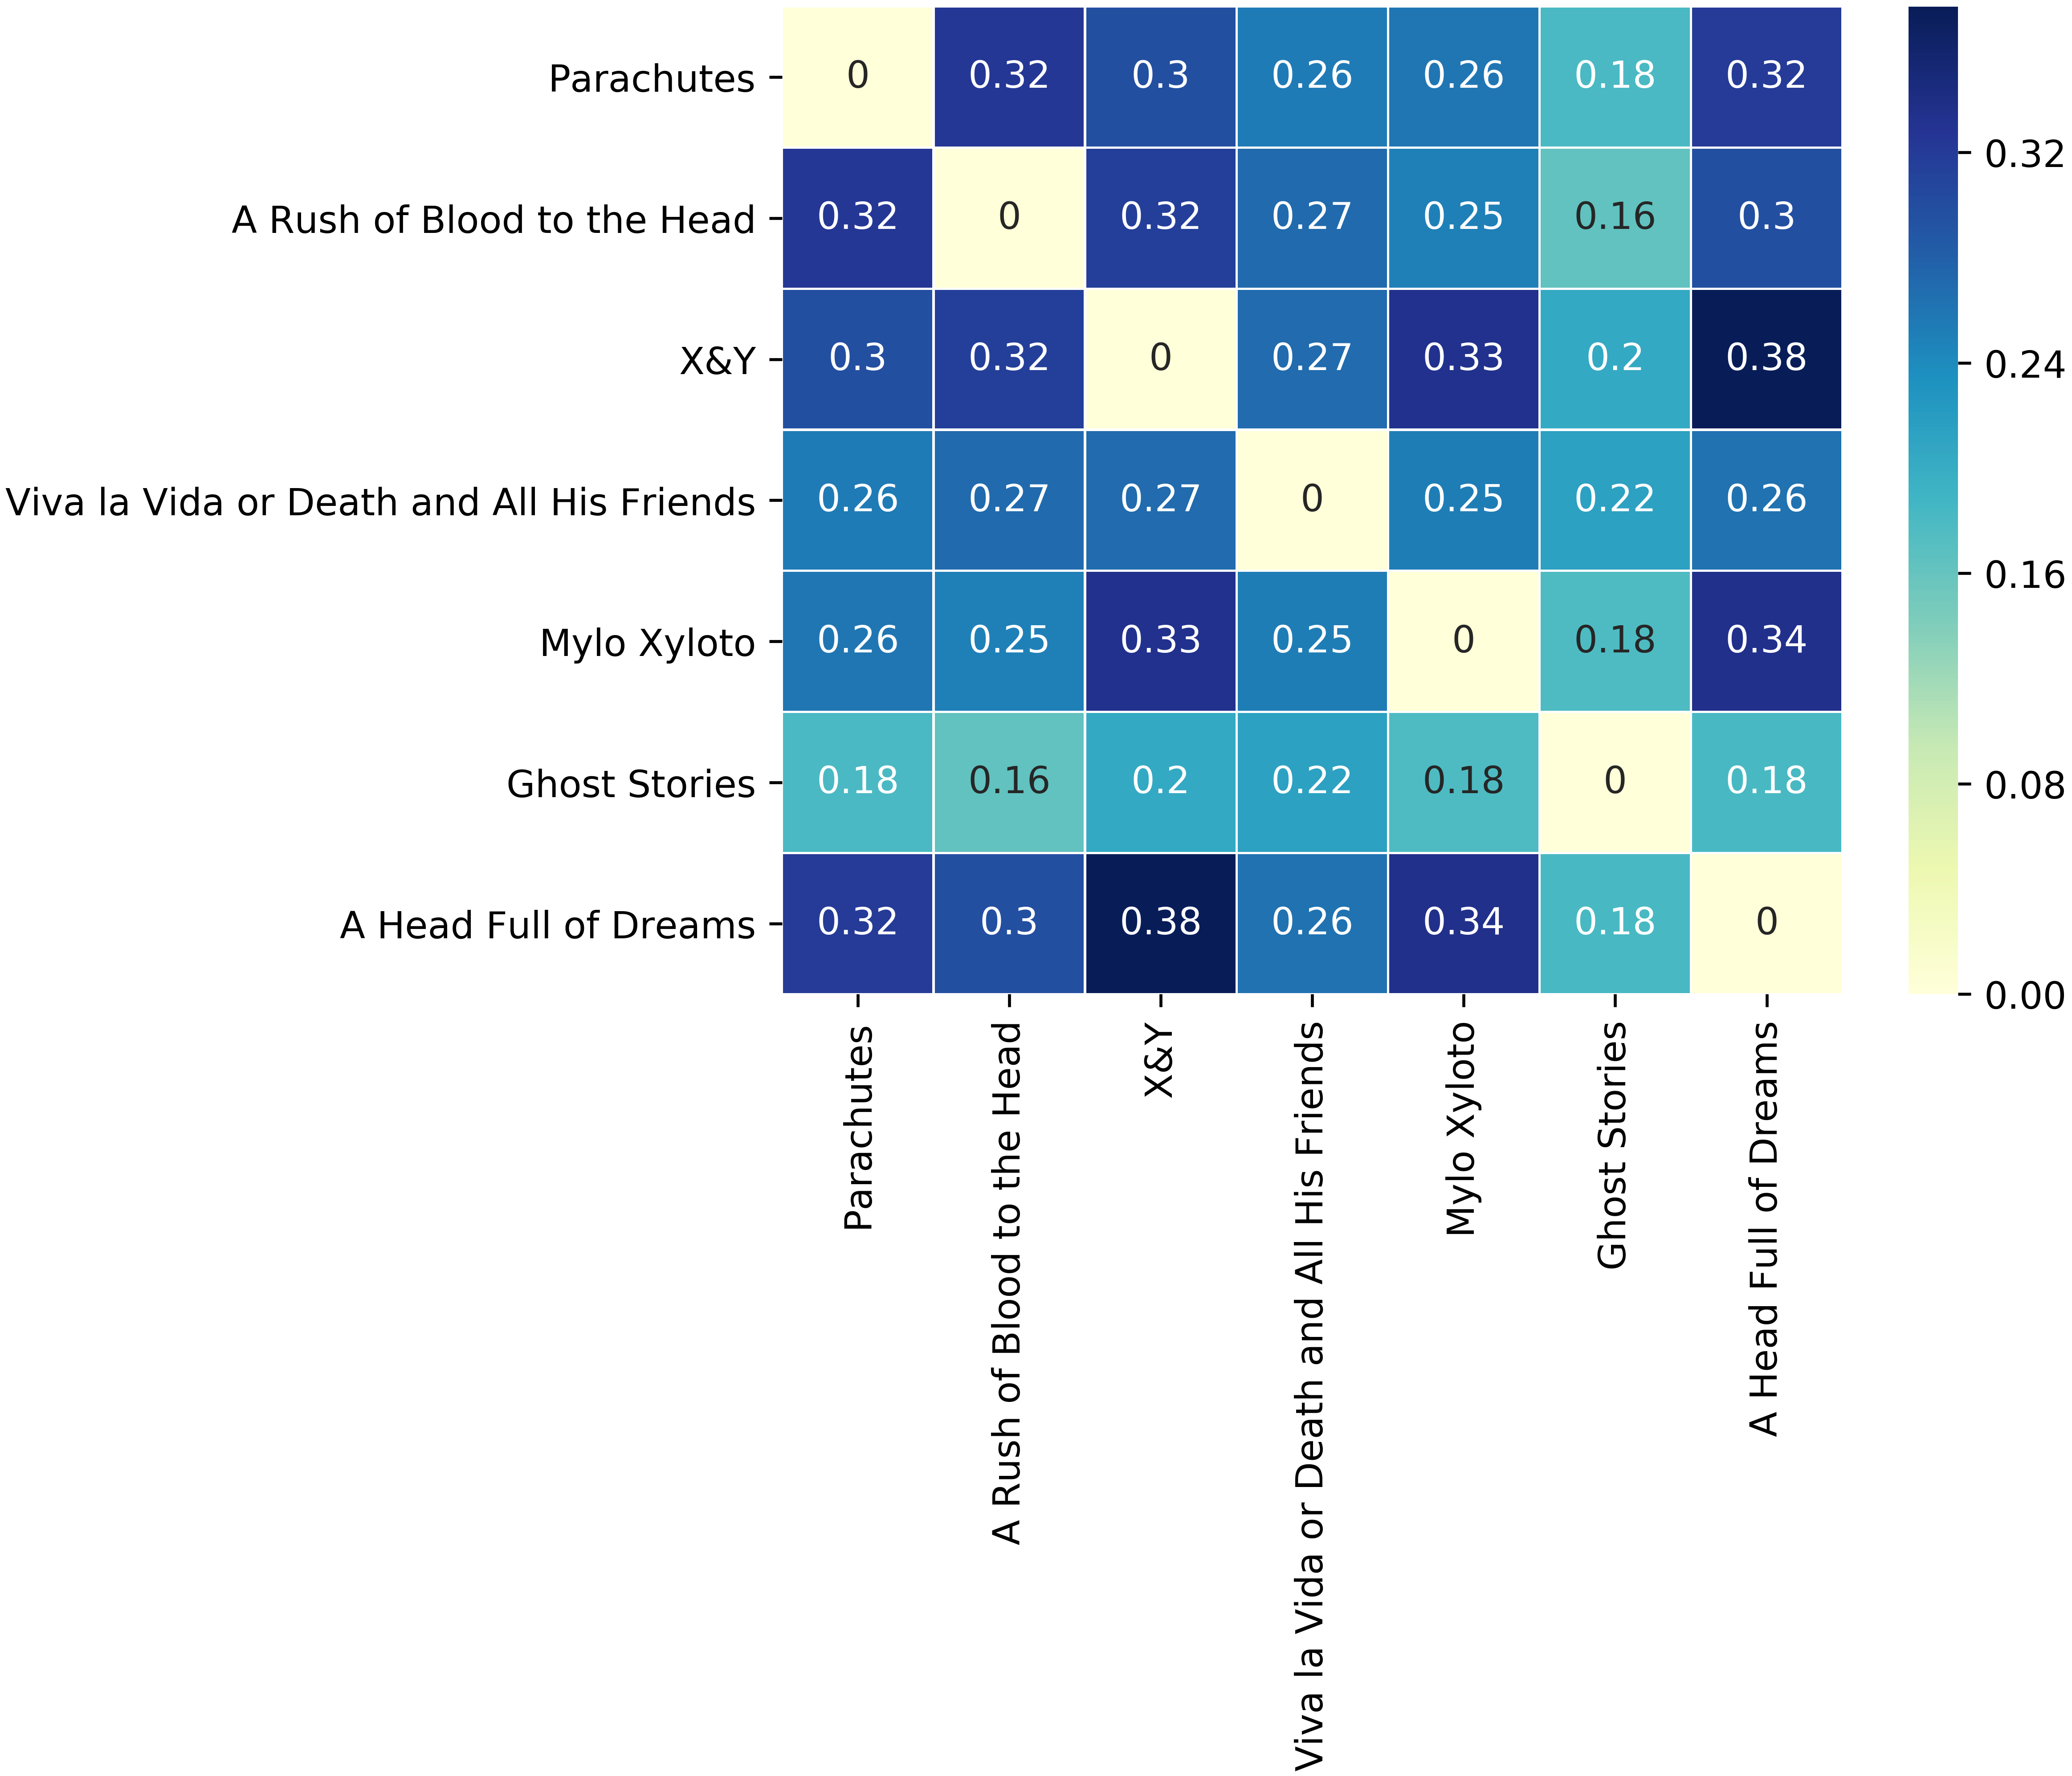 Parachutes 0 0.32 0.3 0.26 0.26 0.18 0.32
A Rush of Blood to the Head 0.32 0 0.32 0.27 0.25 0.16 0.3
X&Y 0.3 0.32 0 0.27 0.33 0.2 0.38
Viva la Vida or Death and All His Friends 0.26 0.27 0.27 0 0.25 0.22 0.26
Mylo Xyloto 0.26 0.25 0.33 0.25 0 0.18 0.34
Ghost Stories 0.18 0.16 0.2 0.22 0.18 0 0.18
A Head Full of Dreams 0.32 0.3 0.38 0.26 0.34 0.18 0
Parachutes
A Rush of Blood to the Head
X&Y
Viva la Vida or Death and All His Friends
Mylo Xyloto
Ghost Stories
A Head Full of Dreams
0.32
0.24
0.16
0.08
0.00